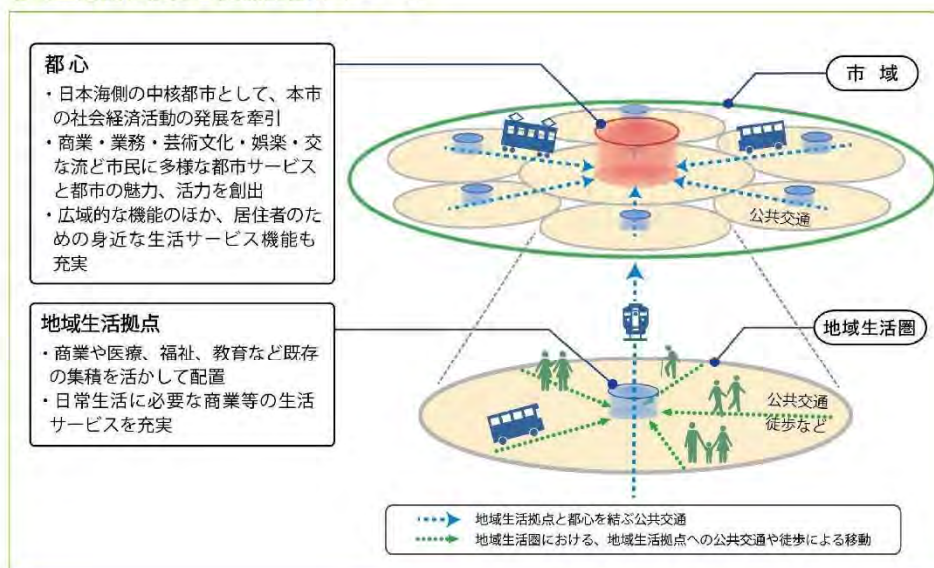 都心
・日本海側の中核都市として、本市
の社会経済活動の発展を牽引
・商業・業務・芸術文化・娯楽・交
な流ど市民に多様な都市サービス
と都市の魅力、活力を創出
・広域的な機能のほか、居住者のた
めの身近な生活サービス機能も
充実
市域
公共交通
地域生活拠点
・商業や医療、福祉、教育など既存
の集積を活かして配置
・日常生活に必要な商業等の生活
サービスを充実
地域生活圏
公共交通
徒歩など
地域生活拠点と都心を結ぶ公共交通
地域生活圏における、地域生活拠点への公共交通や徒歩による移動